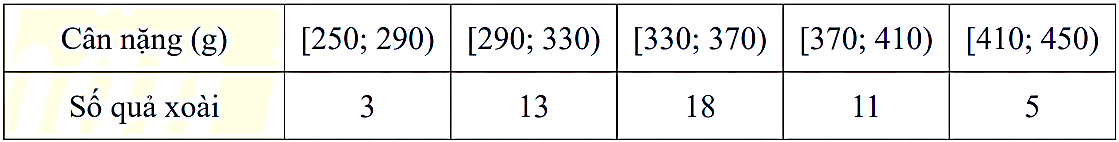 Cân nặng (g) [250; 290) [290; 330) [330; 370) [370; 410) [410; 450)
Số quả xoài 3 13 18 11 5